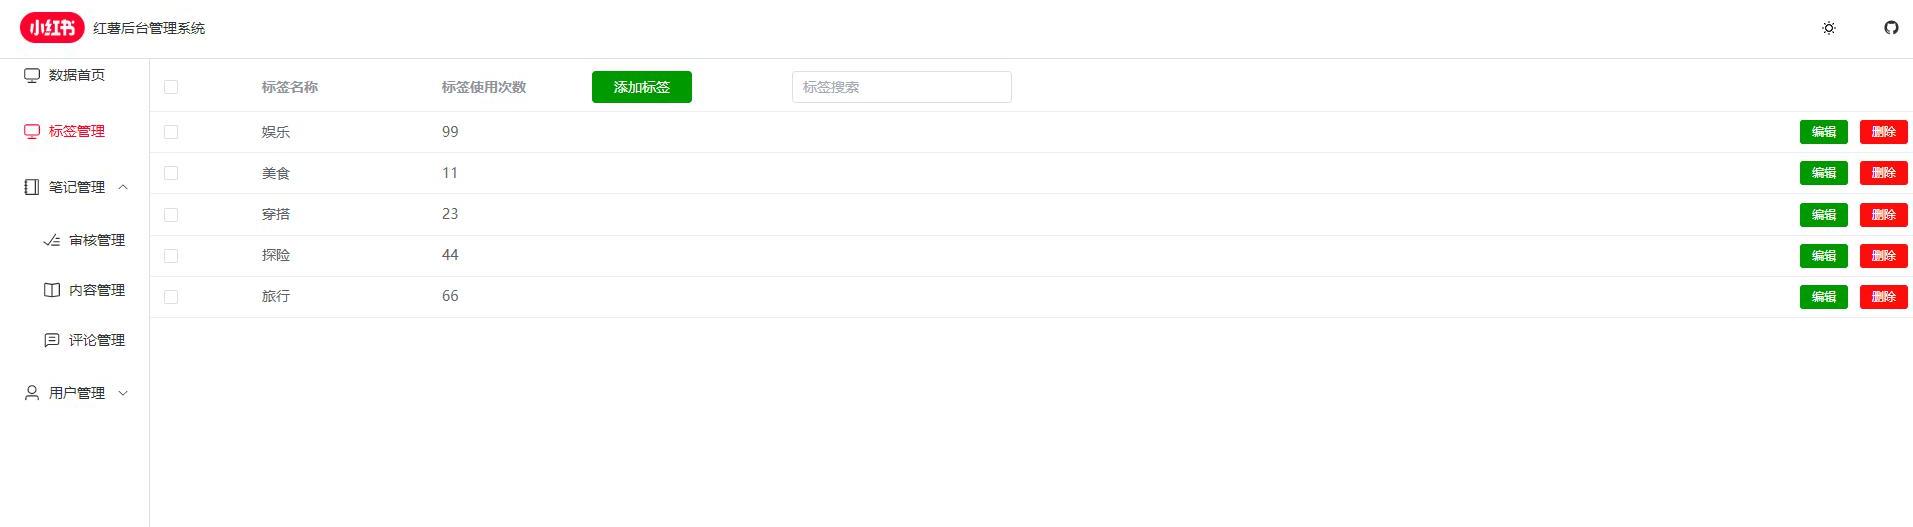 小红书 红薯后台管理系统
数据首页
标签管理
笔记管理
审核管理
内容管理
评论管理
用户管理
标签名称 标签使用次数 添加标签 标签搜索
娱乐 99 编辑 删除
美食 11 编辑 删除
穿搭 23 编辑 删除
探险 44 编辑 删除
旅行 66 编辑 删除